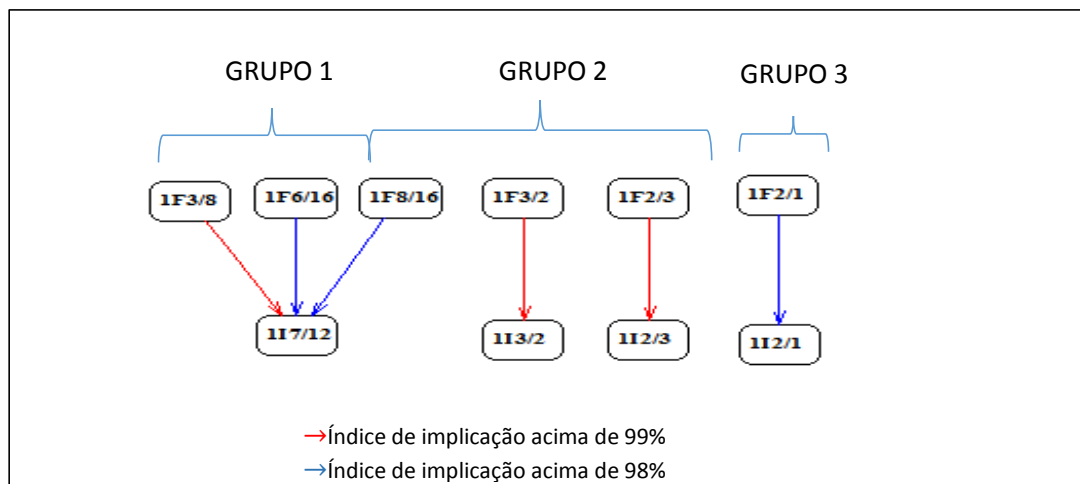 GRUPO 1 GRUPO 2 GRUPO 3
1F3/8 1F6/16 1F8/16 1F3/2 1F2/3 1F2/1
1I7/12 1I3/2 1I2/3 1I2/1
→Índice de implicação acima de 99%
→Índice de implicação acima de 98%